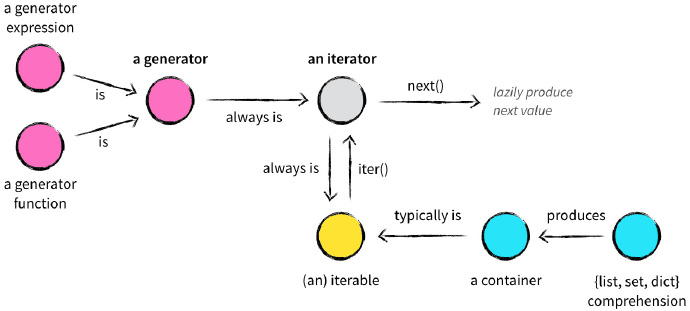 a generator
expression
is
a generator
an iterator
next()
lazily produce
next value
always is
is
a generator
function
always is
iter()
typically is
produces
(an) iterable
a container
{list, set, dict}
comprehension